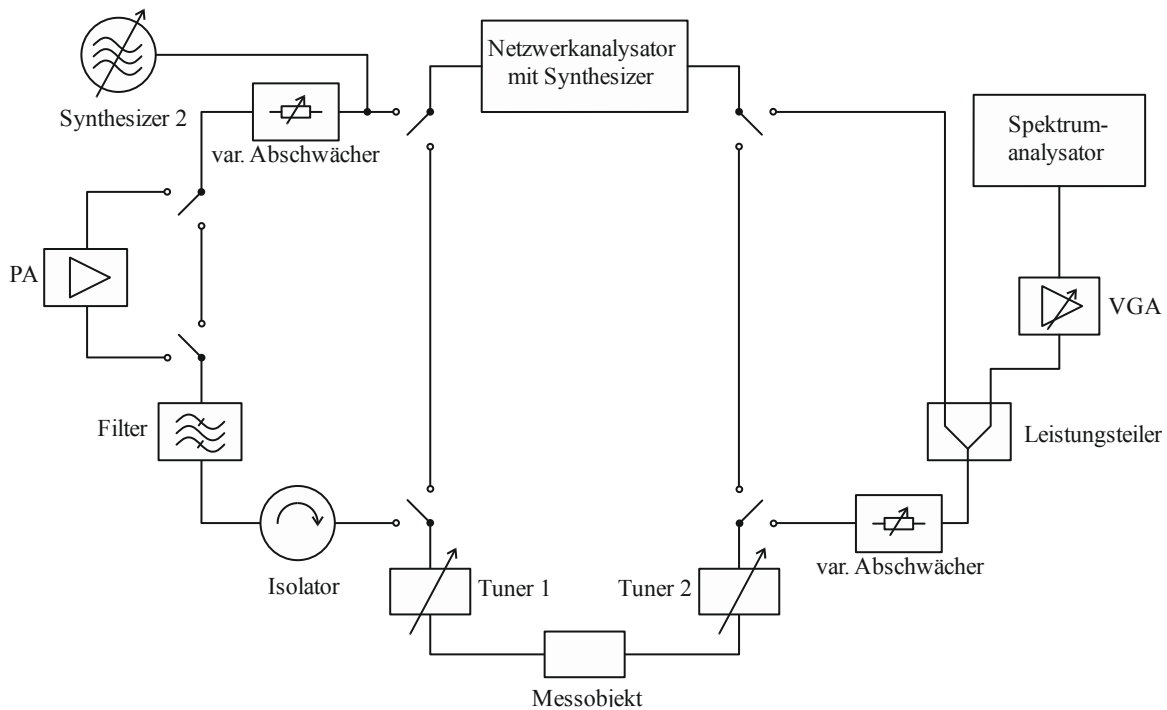 Netzwerkanalysator
mit Synthesizer
Synthesizer 2
var. Abschwächer
Spektrum-
analysator
PA
VGA
Filter
Leistungsteiler
Isolator
Tuner 1
Tuner 2
var. Abschwächer
Messobjekt